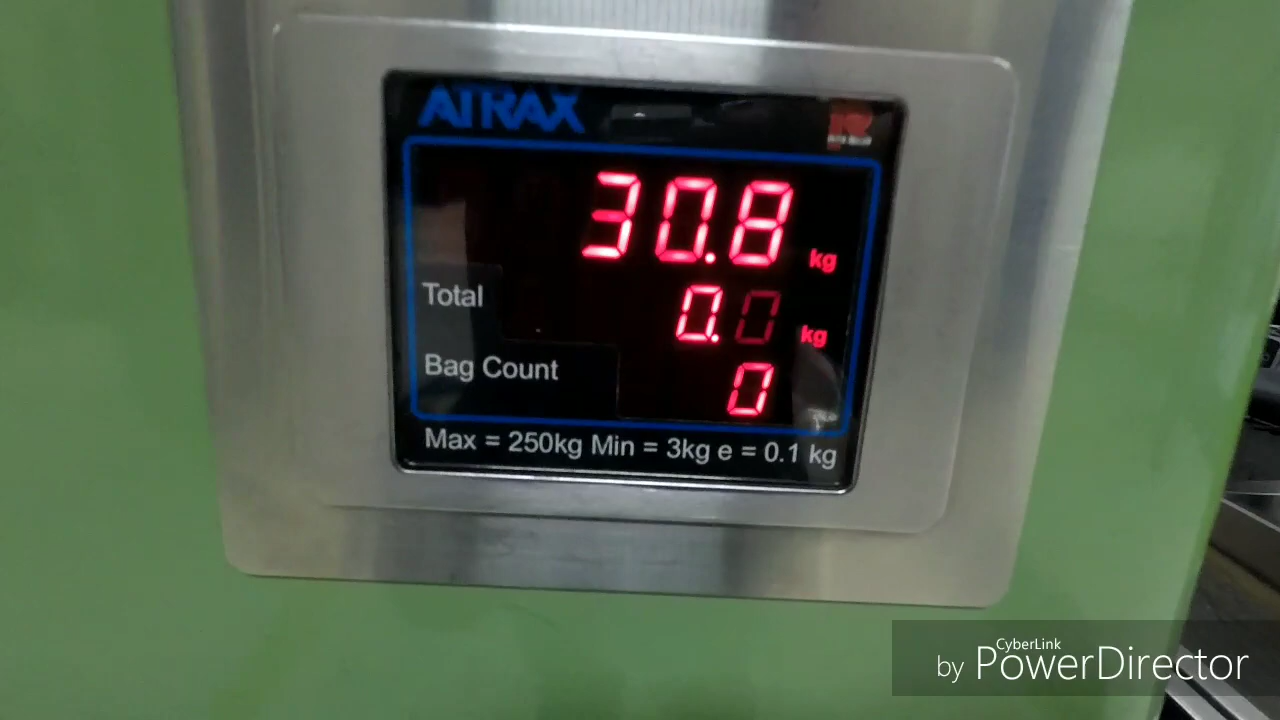 ATRAX
30.8 kg
Total 0.0 kg
Bag Count 0
Max = 250kg Min = 3kg e = 0.1 kg
CyberLink
by PowerDirector